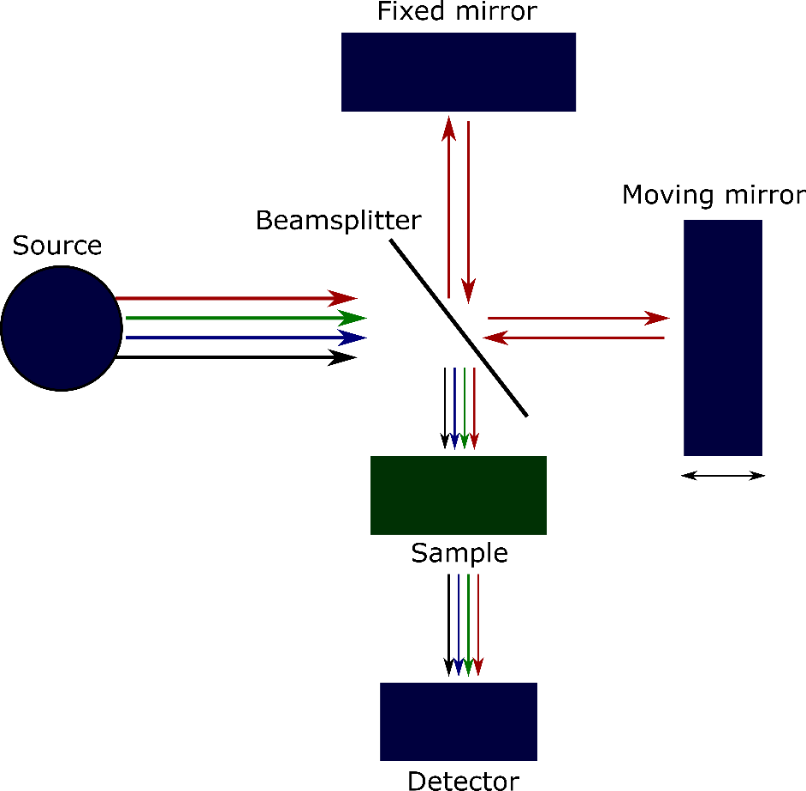 Fixed mirror
Moving mirror
Beamsplitter
Source
Sample
Detector